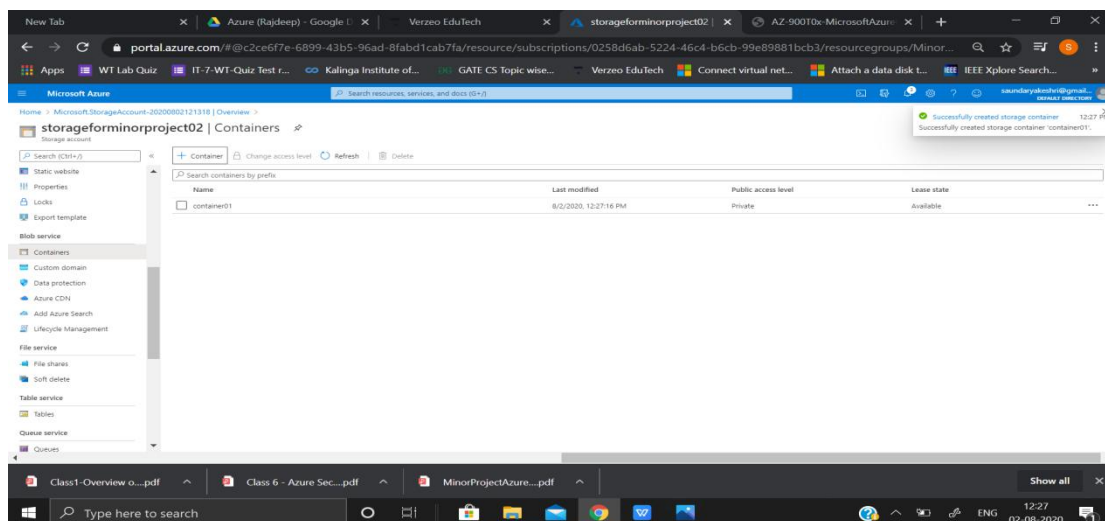 New Tab
Azure (Rajdeep) - Google D
Verzeo EduTech
storageforminorproject02 |
AZ-900T0x-MicrosoftAzure
portal.azure.com/#@c2ce6f7e-6899-43b5-96ad-8fabd1cab7fa/resource/subscriptions/0258d6ab-5224-46c4-b6cb-99e89881bcb3/resourcegroups/Minor...
S
Apps
WT Lab Quiz
IT-7-WT-Quiz Test r...
Kalinga Institute of...
GATE CS Topic wise...
Verzeo EduTech
Connect virtual net...
Attach a data disk t...
IEEE Xplore Search...
Microsoft Azure
Search resources, services, and docs (G+/)
saundaryakeshri@gmail...
DEFAULT DIRECTORY
Home > Microsoft.StorageAccount-20200802121318 | Overview >
storageforminorproject02 | Containers
Storage account
Successfully created storage container 12:27 PM
Successfully created storage container 'container01'.
Search (Ctrl+/)
+ Container
Change access level
Refresh
Delete
Search containers by prefix
Name Last modified Public access level Lease state
container01 8/2/2020, 12:27:16 PM Private Available ...
Static website
Properties
Locks
Export template
Blob service
Containers
Custom domain
Data protection
Azure CDN
Add Azure Search
Lifecycle Management
File service
File shares
Soft delete
Table service
Tables
Queue service
Queues
Class1-Overview o....pdf
Class 6 - Azure Sec....pdf
MinorProjectAzure....pdf
Show all
Type here to search
ENG
12:27
02-08-2020